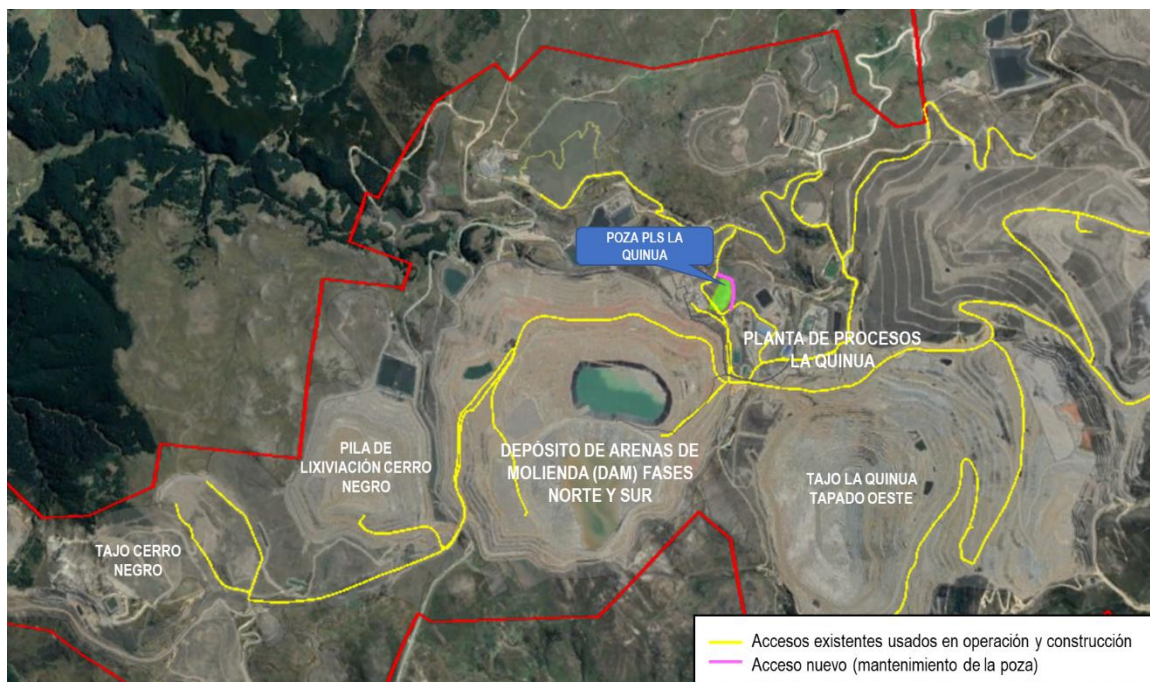 POZA PLS LA
QUINUA
PLANTA DE PROCESOS
LA QUINUA
PILA DE
LIXIVIACIÓN CERRO
NEGRO
DEPÓSITO DE ARENAS DE
MOLIENDA (DAM) FASES
NORTE Y SUR
TAJO LA QUINUA
TAPADO OESTE
TAJO CERRO
NEGRO
Accesos existentes usados en operación y construcción
Acceso nuevo (mantenimiento de la poza)